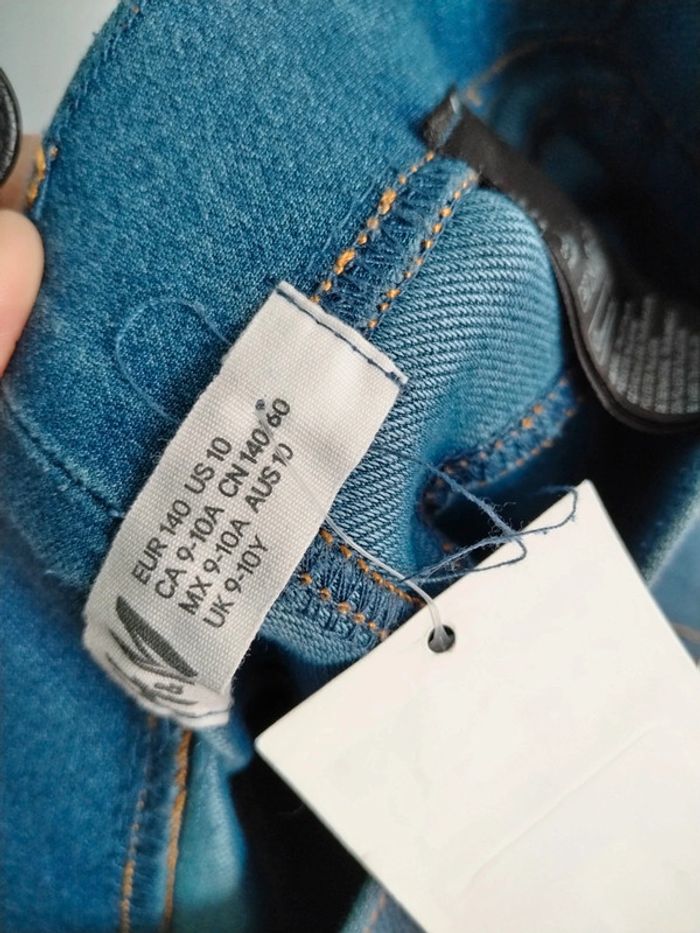 EUR 140 US 10
CA 9-10A CN 140/60
MX 9-10A AUS 10
UK 9-10Y
H&M